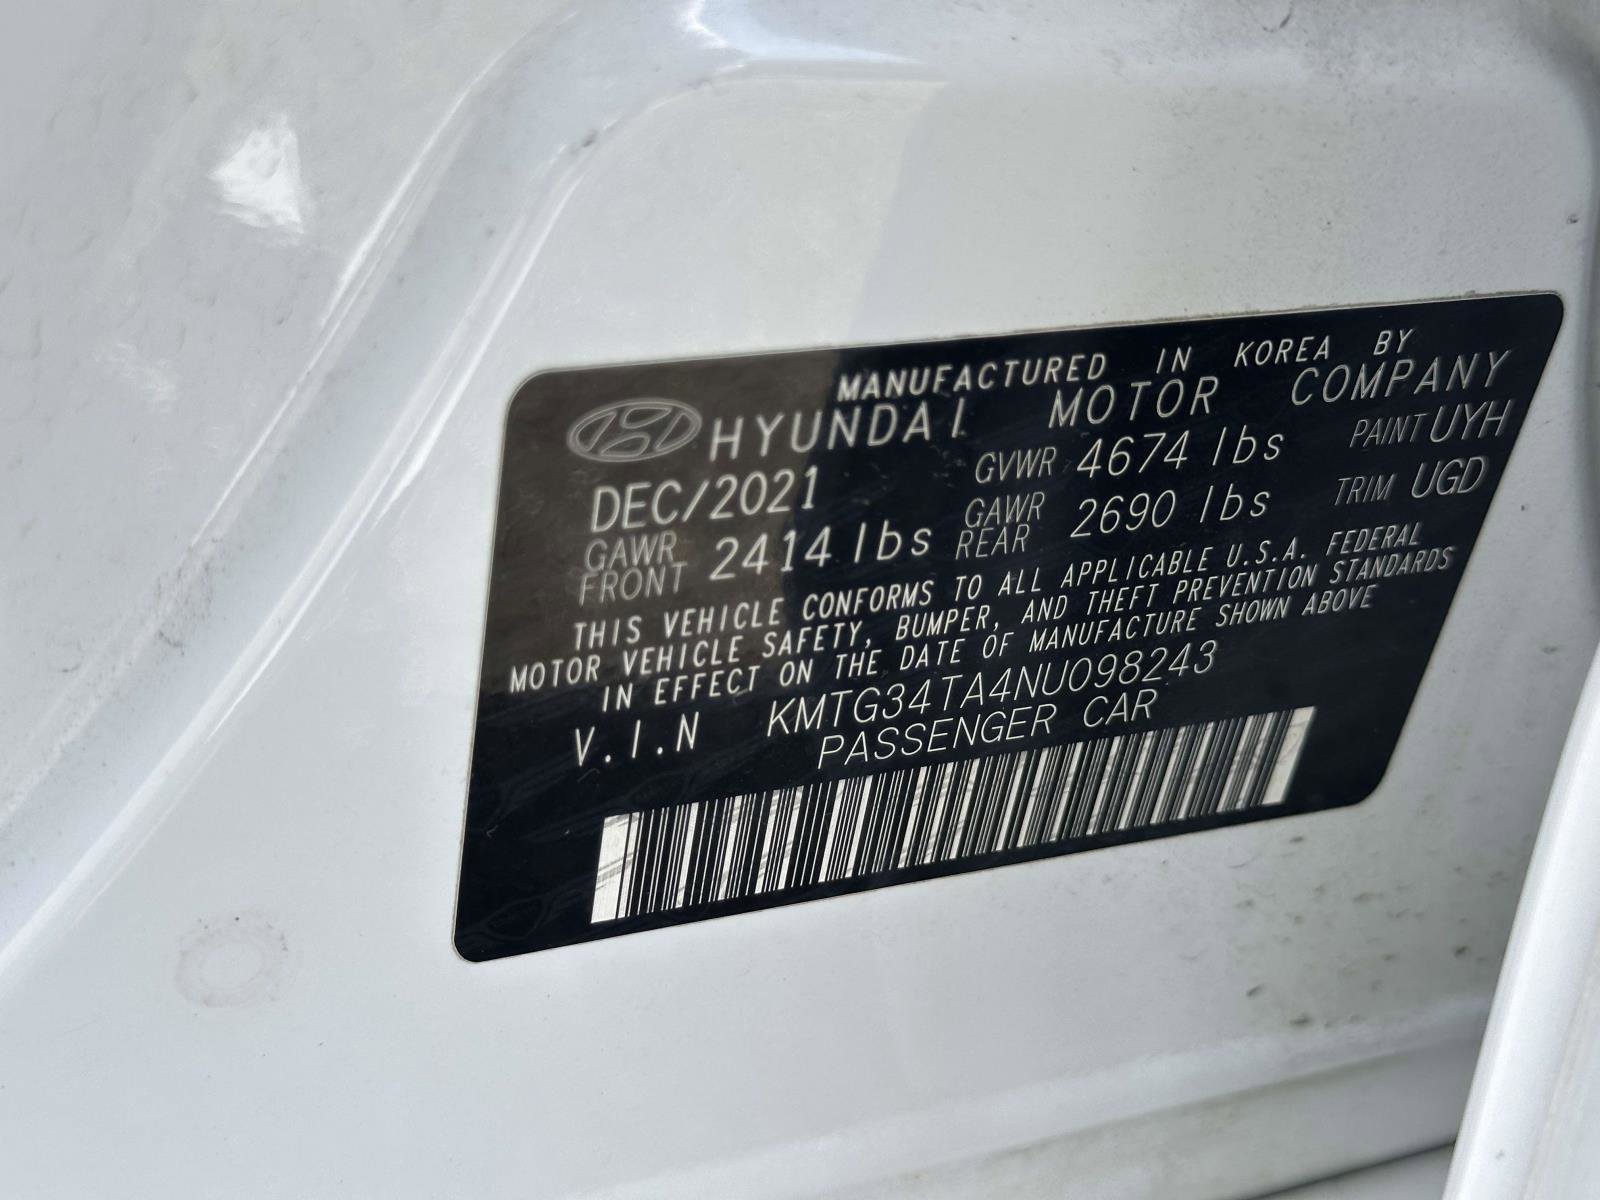 MANUFACTURED IN KOREA BY
HYUNDAI MOTOR COMPANY
DEC/2021 GVWR 4674 lbs PAINT UYH
GAWR FRONT 2414 lbs GAWR REAR 2690 lbs TRIM UGD
THIS VEHICLE CONFORMS TO ALL APPLICABLE U.S.A. FEDERAL
MOTOR VEHICLE SAFETY, BUMPER, AND THEFT PREVENTION STANDARDS
IN EFFECT ON THE DATE OF MANUFACTURE SHOWN ABOVE
V.I.N KMTG34TA4NU098243
PASSENGER CAR